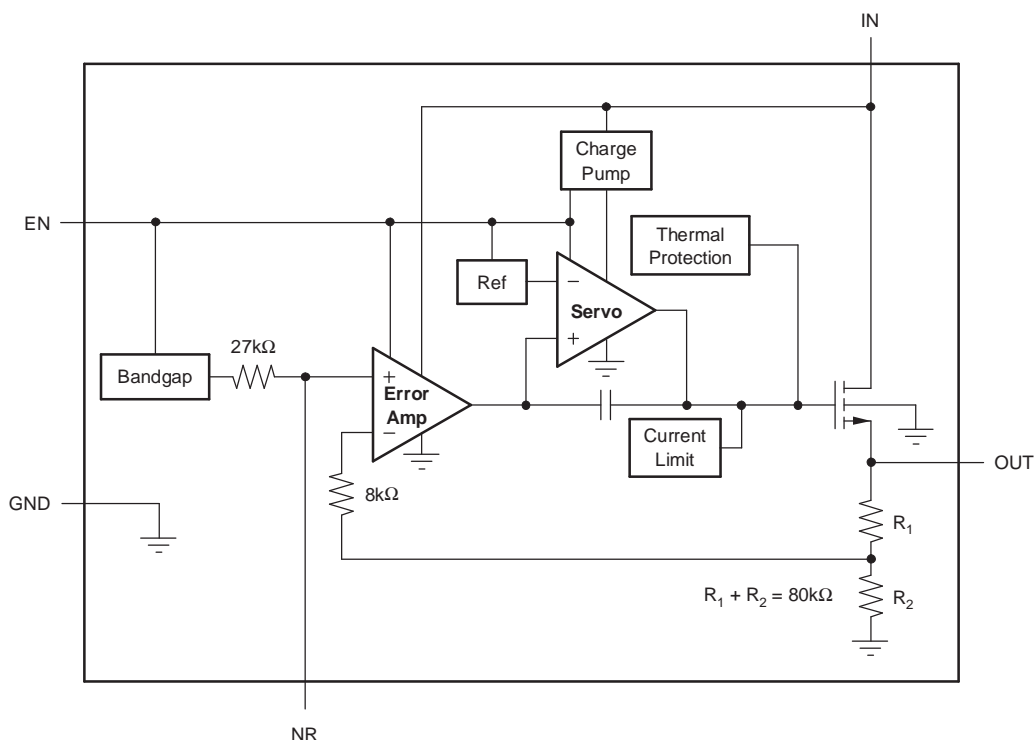 IN
Charge
Pump
EN
Thermal
Protection
Ref
−
Servo
+
27kΩ
Bandgap
+
Error
Amp
−
Current
Limit
OUT
8kΩ
GND
R1
R1 + R2 = 80kΩ
R2
NR